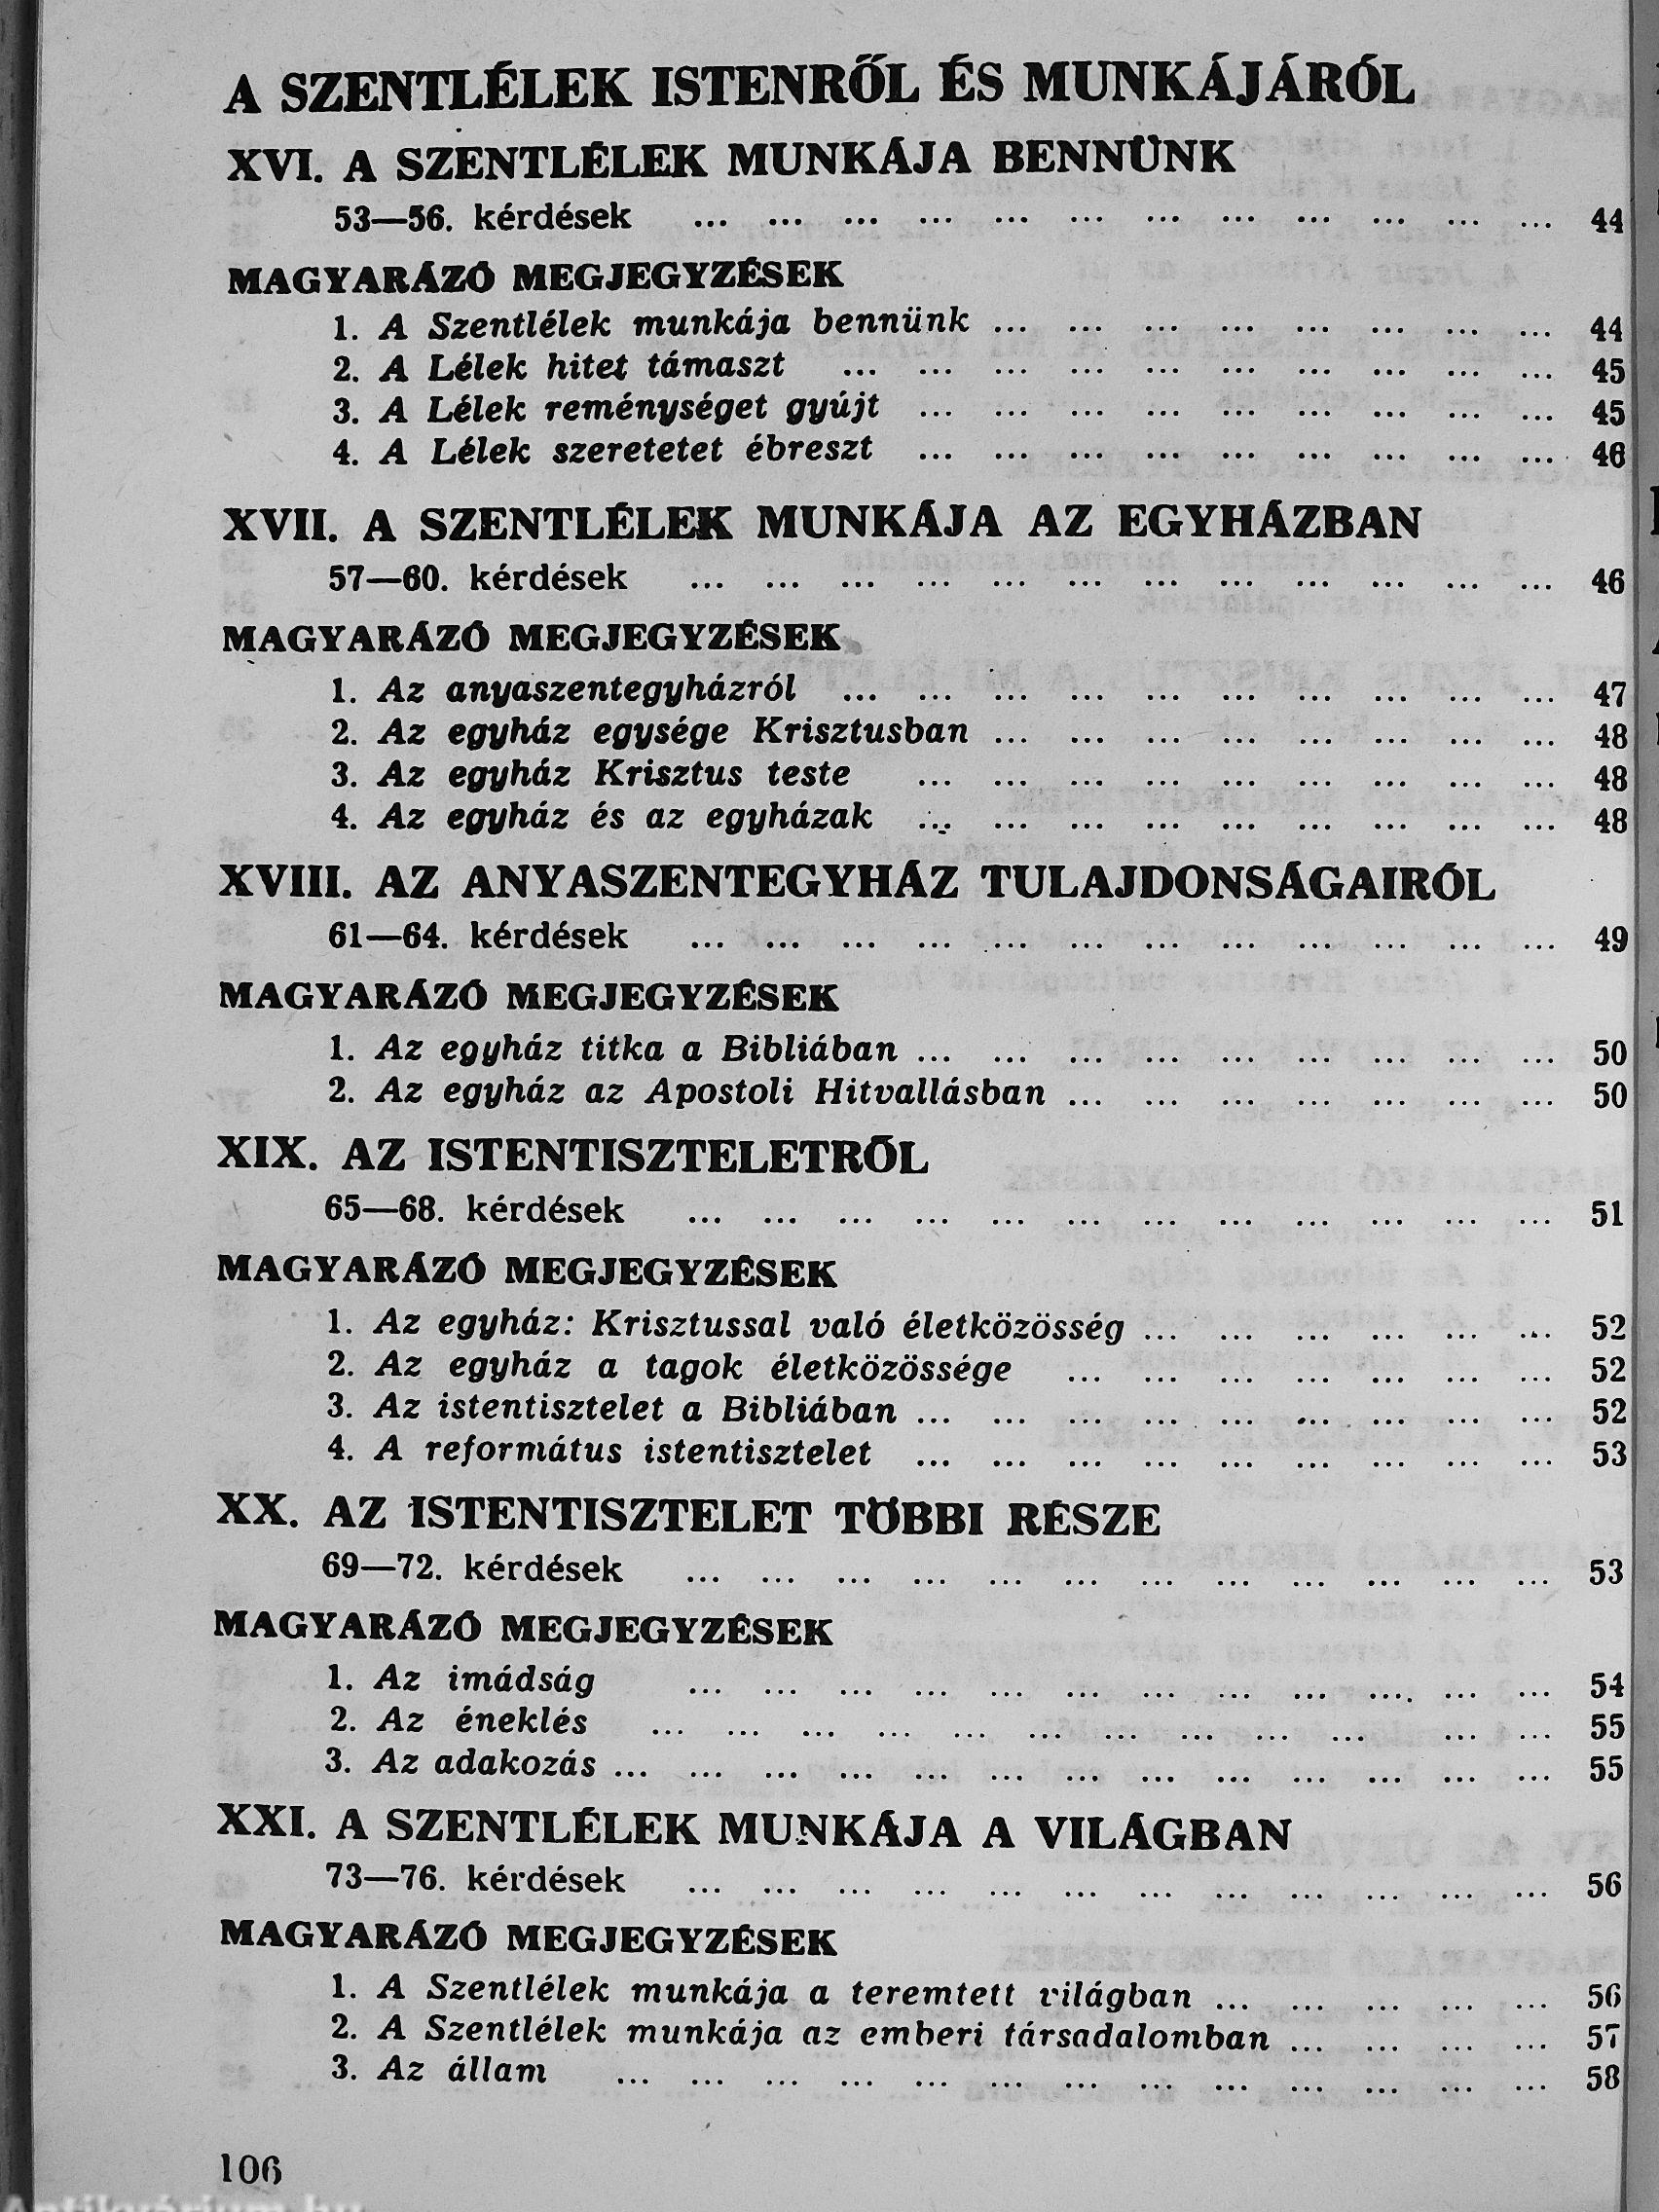 A SZENTLÉLEK ISTENRŐL ÉS MUNKÁJÁRÓL
XVI. A SZENTLÉLEK MUNKÁJA BENNÜNK
53—56. kérdések ... ... ... ... ... ... ... ... ... ... ... ... 44
MAGYARÁZÓ MEGJEGYZÉSEK
1. A Szentlélek munkája bennünk ... ... ... ... ... ... ... ... 44
2. A Lélek hitet támaszt ... ... ... ... ... ... ... ... ... ... 45
3. A Lélek reménységet gyújt ... ... ... ... ... ... ... ... ... 45
4. A Lélek szeretetet ébreszt ... ... ... ... ... ... ... ... ... 46
XVII. A SZENTLÉLEK MUNKÁJA AZ EGYHÁZBAN
57—60. kérdések ... ... ... ... ... ... ... ... ... ... ... ... 46
MAGYARÁZÓ MEGJEGYZÉSEK
1. Az anyaszentegyházról ... ... ... ... ... ... ... ... ... ... 47
2. Az egyház egysége Krisztusban ... ... ... ... ... ... ... ... 48
3. Az egyház Krisztus teste ... ... ... ... ... ... ... ... ... 48
4. Az egyház és az egyházak ... ... ... ... ... ... ... ... ... 48
XVIII. AZ ANYASZENTEGYHÁZ TULAJDONSÁGAIRÓL
61—64. kérdések ... ... ... ... ... ... ... ... ... ... ... ... 49
MAGYARÁZÓ MEGJEGYZÉSEK
1. Az egyház titka a Bibliában ... ... ... ... ... ... ... ... ... 50
2. Az egyház az Apostoli Hitvallásban ... ... ... ... ... ... ... 50
XIX. AZ ISTENTISZTELETRŐL
65—68. kérdések ... ... ... ... ... ... ... ... ... ... ... ... 51
MAGYARÁZÓ MEGJEGYZÉSEK
1. Az egyház: Krisztussal való életközösség ... ... ... ... ... ... 52
2. Az egyház a tagok életközössége ... ... ... ... ... ... ... 52
3. Az istentisztelet a Bibliában ... ... ... ... ... ... ... ... ... 52
4. A református istentisztelet ... ... ... ... ... ... ... ... ... 53
XX. AZ ISTENTISZTELET TÖBBI RÉSZE
69—72. kérdések ... ... ... ... ... ... ... ... ... ... ... ... 53
MAGYARÁZÓ MEGJEGYZÉSEK
1. Az imádság ... ... ... ... ... ... ... ... ... ... ... ... 54
2. Az éneklés ... ... ... ... ... ... ... ... ... ... ... ... 55
3. Az adakozás ... ... ... ... ... ... ... ... ... ... ... ... ... 55
XXI. A SZENTLÉLEK MUNKÁJA A VILÁGBAN
73—76. kérdések ... ... ... ... ... ... ... ... ... ... ... ... 56
MAGYARÁZÓ MEGJEGYZÉSEK
1. A Szentlélek munkája a teremtett világban ... ... ... ... ... 56
2. A Szentlélek munkája az emberi társadalomban ... ... ... ... 57
3. Az állam ... ... ... ... ... ... ... ... ... ... ... ... ... 58
106
Antikvárium.hu